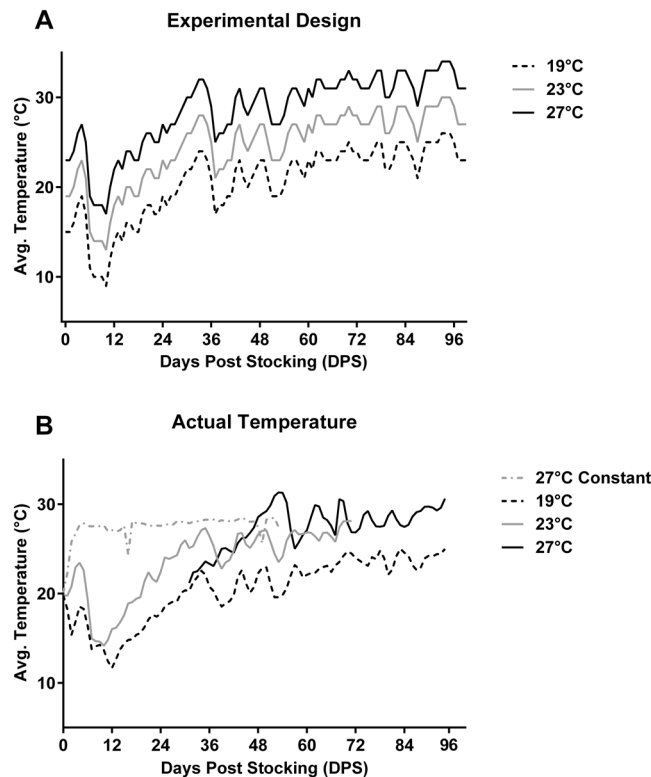 A
Experimental Design
19°C
23°C
27°C
Avg. Temperature (°C)
30
20
10
0 12 24 36 48 60 72 84 96
Days Post Stocking (DPS)
B
Actual Temperature
27°C Constant
19°C
23°C
27°C
Avg. Temperature (°C)
30
20
10
0 12 24 36 48 60 72 84 96
Days Post Stocking (DPS)